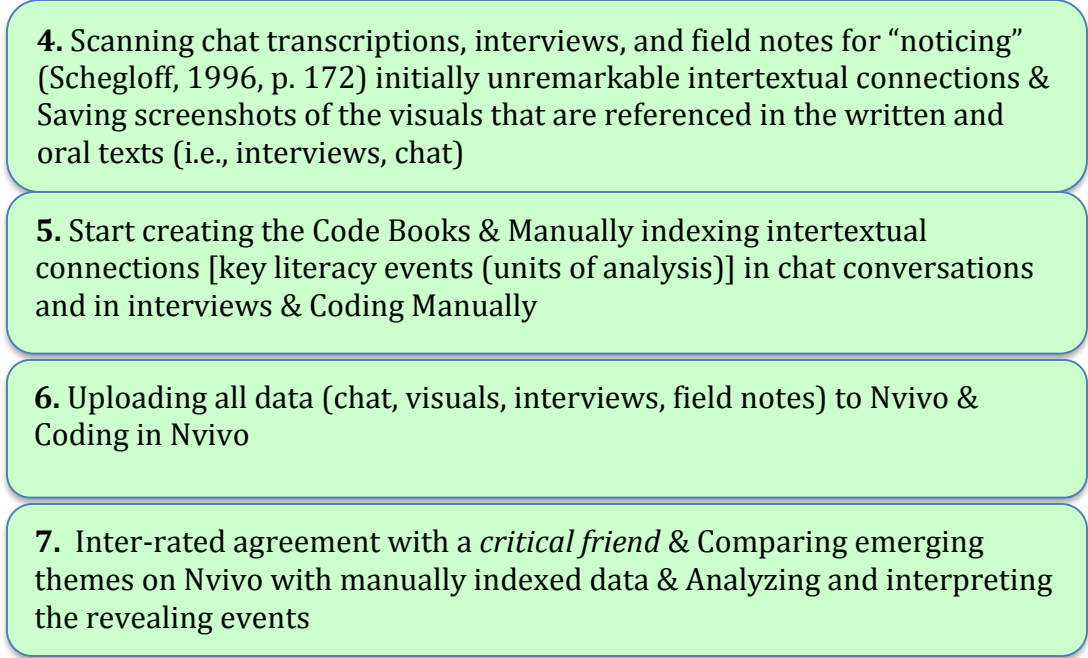 4. Scanning chat transcriptions, interviews, and field notes for “noticing”
(Schegloff, 1996, p. 172) initially unremarkable intertextual connections &
Saving screenshots of the visuals that are referenced in the written and
oral texts (i.e., interviews, chat)
5. Start creating the Code Books & Manually indexing intertextual
connections [key literacy events (units of analysis)] in chat conversations
and in interviews & Coding Manually
6. Uploading all data (chat, visuals, interviews, field notes) to Nvivo &
Coding in Nvivo
7. Inter-rated agreement with a critical friend & Comparing emerging
themes on Nvivo with manually indexed data & Analyzing and interpreting
the revealing events